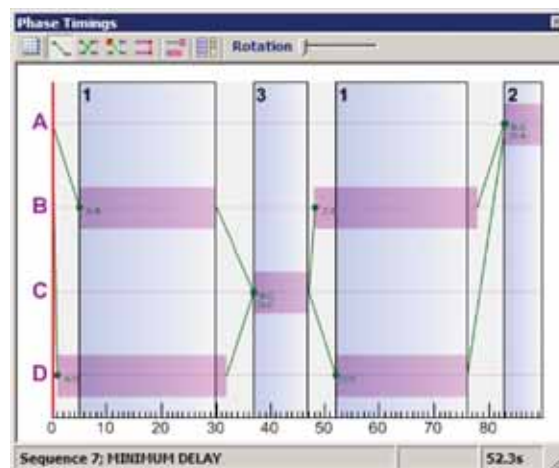 Phase Timings
Rotation
1 3 1 2
A
B
C
D
0 10 20 30 40 50 60 70 80
Sequence 7; MINIMUM DELAY 52.3s